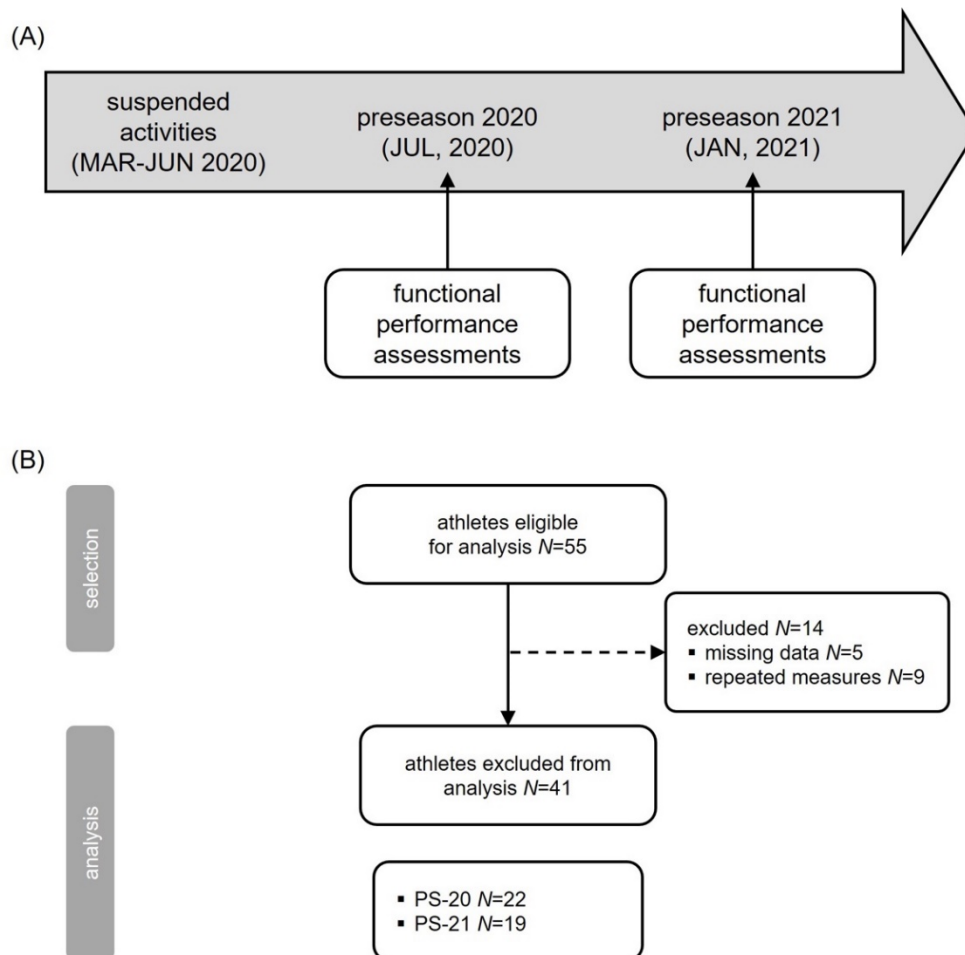 (A)
suspended
activities
(MAR-JUN 2020)
preseason 2020
(JUL, 2020)
preseason 2021
(JAN, 2021)
functional
performance
assessments
functional
performance
assessments
(B)
selection
athletes eligible
for analysis N=55
excluded N=14
▪ missing data N=5
▪ repeated measures N=9
analysis
athletes excluded from
analysis N=41
▪ PS-20 N=22
▪ PS-21 N=19